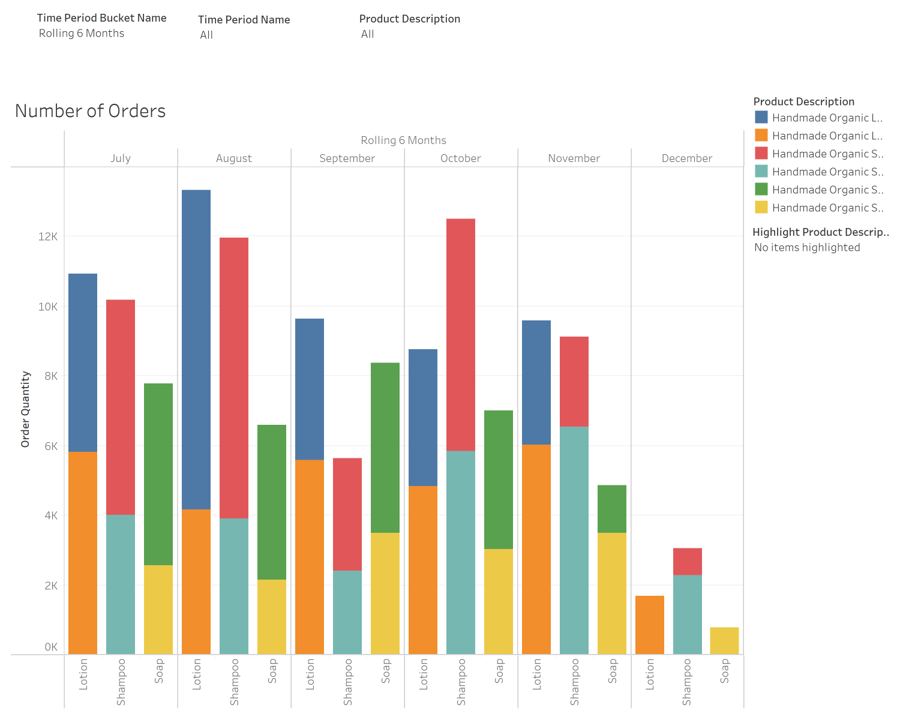 Time Period Bucket Name
Rolling 6 Months
Time Period Name
All
Product Description
All
Number of Orders
Rolling 6 Months
July August September October November December
Order Quantity
12K
10K
8K
6K
4K
2K
0K
Lotion Shampoo Soap Lotion Shampoo Soap Lotion Shampoo Soap Lotion Shampoo Soap Lotion Shampoo Soap Lotion Shampoo Soap
Product Description
Handmade Organic L..
Handmade Organic L..
Handmade Organic S..
Handmade Organic S..
Handmade Organic S..
Handmade Organic S..
Highlight Product Descrip..
No items highlighted